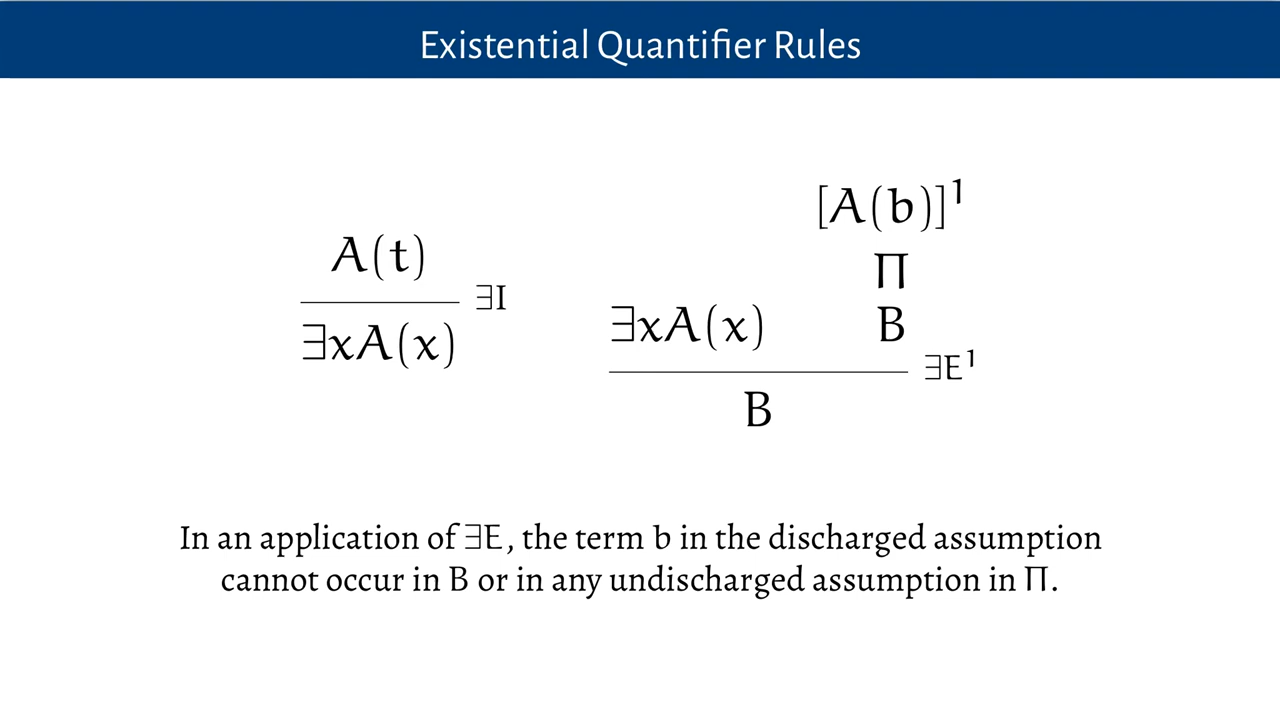 Existential Quantifier Rules
A(t)
∃I
∃xA(x)
[A(b)]¹
Π
∃xA(x) B
∃E¹
B
In an application of ∃E, the term b in the discharged assumption
cannot occur in B or in any undischarged assumption in Π.